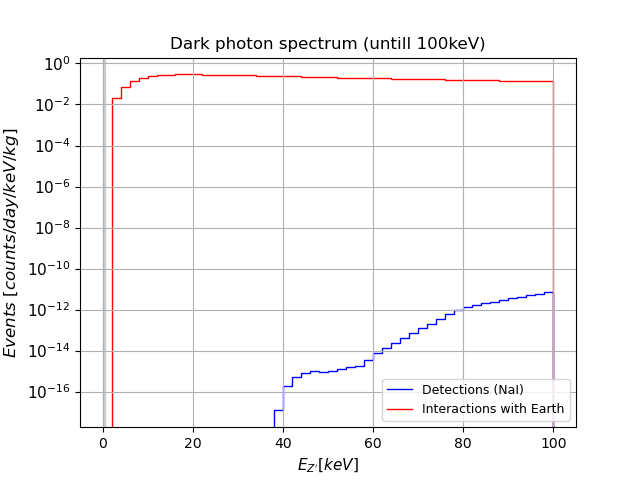 Dark photon spectrum (untill 100keV)
Events [counts/day/keV/kg]
10⁰
10⁻²
10⁻⁴
10⁻⁶
10⁻⁸
10⁻¹⁰
10⁻¹²
10⁻¹⁴
10⁻¹⁶
Detections (NaI)
Interactions with Earth
0 20 40 60 80 100
E_Z′[keV]